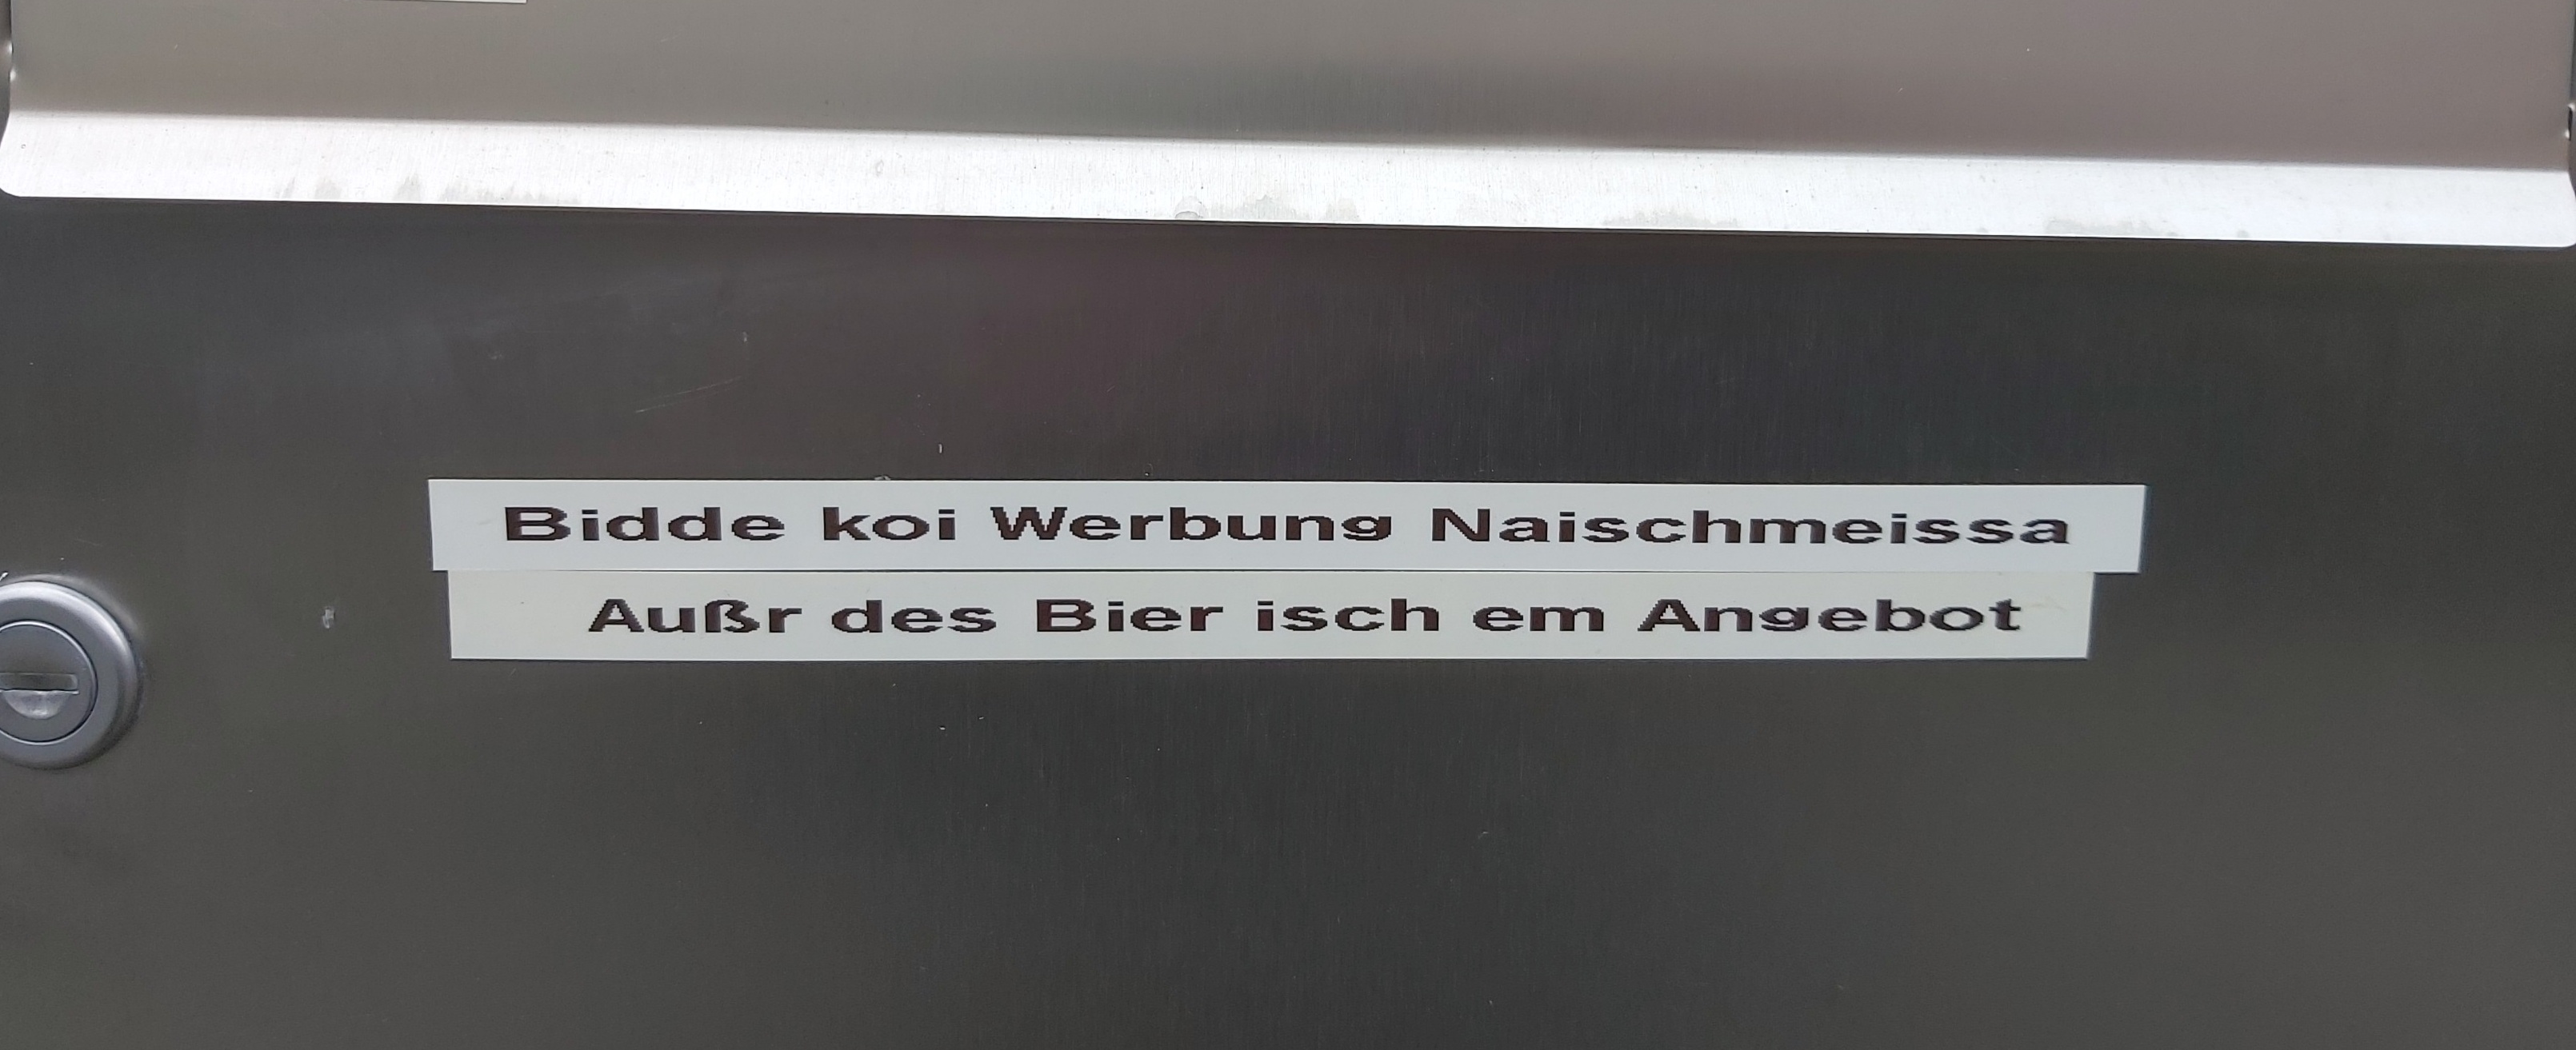 Bidde koi Werbung Naischmeissa
Außr des Bier isch em Angebot